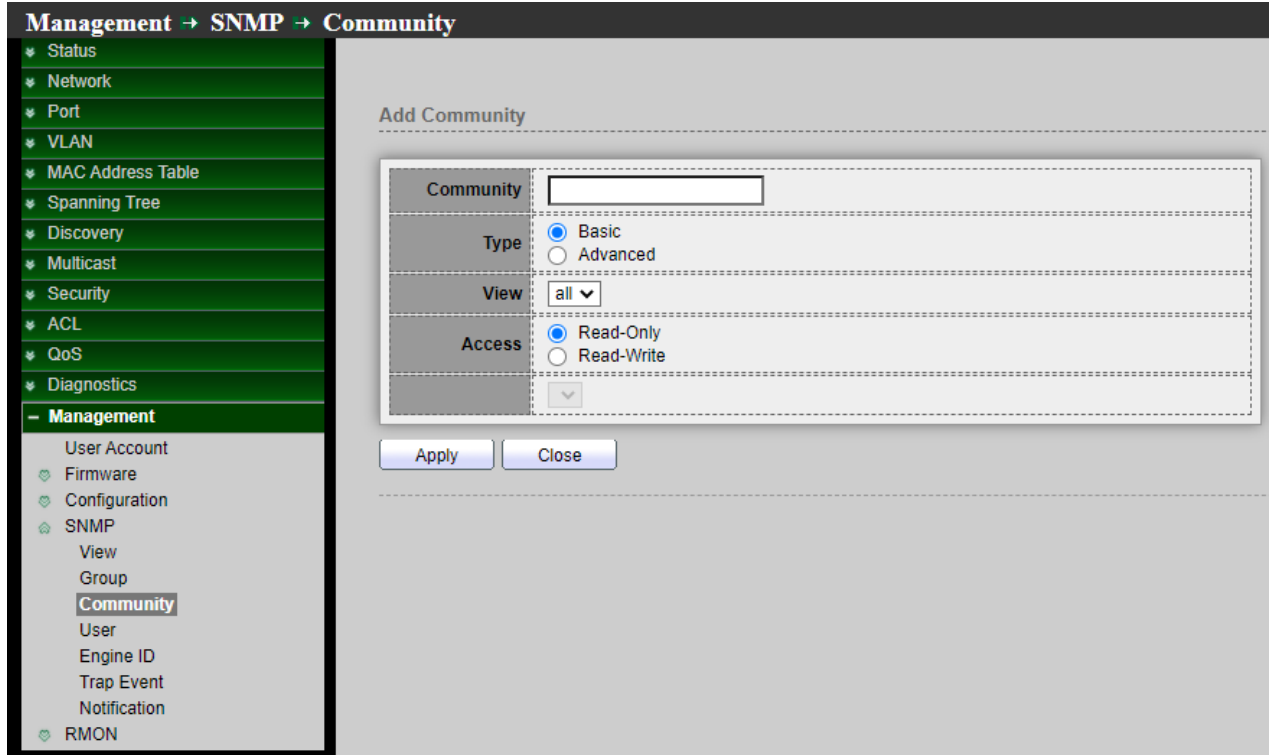 Management → SNMP → Community
Status
Network
Port
VLAN
MAC Address Table
Spanning Tree
Discovery
Multicast
Security
ACL
QoS
Diagnostics
Management
User Account
Firmware
Configuration
SNMP
View
Group
Community
User
Engine ID
Trap Event
Notification
RMON
Add Community
Community
Type
Basic
Advanced
View
all
Access
Read-Only
Read-Write
Apply
Close